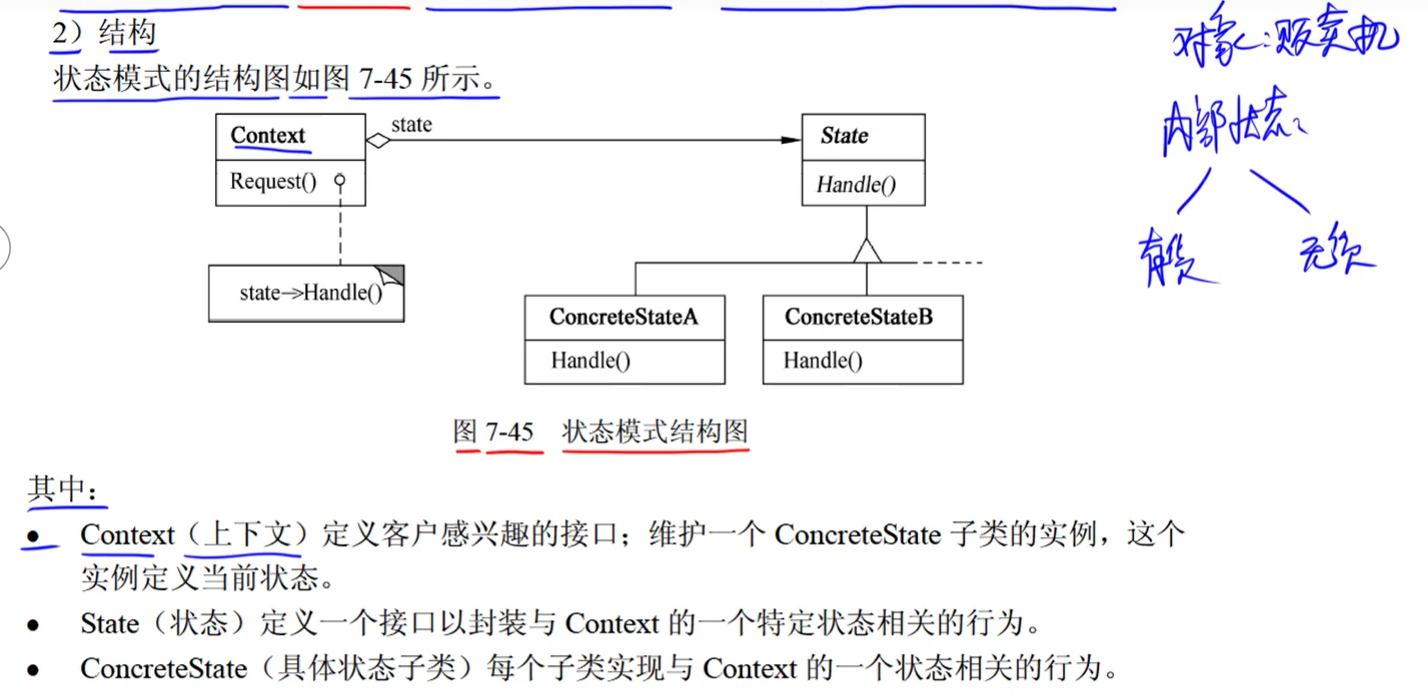 2）结构
状态模式的结构图如图 7-45 所示。
对象：贩卖机
内部状态：
有货
无货
Context
state
State
Request()
Handle()
state→Handle()
ConcreteStateA
ConcreteStateB
Handle()
Handle()
图 7-45 状态模式结构图
其中：
● Context（上下文）定义客户感兴趣的接口；维护一个 ConcreteState 子类的实例，这个
实例定义当前状态。
● State（状态）定义一个接口以封装与 Context 的一个特定状态相关的行为。
● ConcreteState（具体状态子类）每个子类实现与 Context 的一个状态相关的行为。